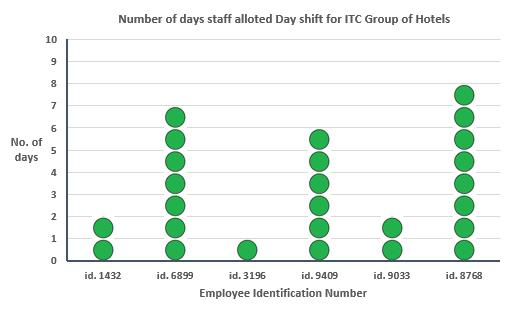 Number of days staff alloted Day shift for ITC Group of Hotels
10
9
8
7
6
5
4
3
2
1
0
No. of
days
id. 1432 id. 6899 id. 3196 id. 9409 id. 9033 id. 8768
Employee Identification Number